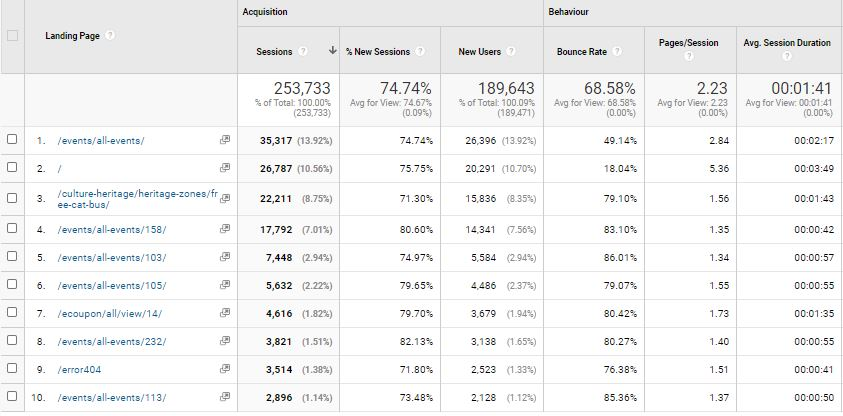 Acquisition Behaviour
Landing Page ? Sessions ? % New Sessions ? New Users ? Bounce Rate ? Pages/Session ? Avg. Session Duration ?
253,733 74.74% 189,643 68.58% 2.23 00:01:41
% of Total: 100.00% Avg for View: 74.67% % of Total: 100.09% Avg for View: 68.58% Avg for View: 2.23 Avg for View: 00:01:41
(253,733) (0.09%) (189,471) (0.00%) (0.00%) (0.00%)
1. /events/all-events/ 35,317 (13.92%) 74.74% 26,396 (13.92%) 49.14% 2.84 00:02:17
2. / 26,787 (10.56%) 75.75% 20,291 (10.70%) 18.04% 5.36 00:03:49
3. /culture-heritage/heritage-zones/fr
ee-cat-bus/ 22,211 (8.75%) 71.30% 15,836 (8.35%) 79.10% 1.56 00:01:43
4. /events/all-events/158/ 17,792 (7.01%) 80.60% 14,341 (7.56%) 83.10% 1.35 00:00:42
5. /events/all-events/103/ 7,448 (2.94%) 74.97% 5,584 (2.94%) 86.01% 1.34 00:00:57
6. /events/all-events/105/ 5,632 (2.22%) 79.65% 4,486 (2.37%) 79.07% 1.55 00:00:55
7. /ecoupon/all/view/14/ 4,616 (1.82%) 79.70% 3,679 (1.94%) 80.42% 1.73 00:01:35
8. /events/all-events/232/ 3,821 (1.51%) 82.13% 3,138 (1.65%) 80.27% 1.40 00:00:55
9. /error404 3,514 (1.38%) 71.80% 2,523 (1.33%) 76.38% 1.51 00:00:41
10. /events/all-events/113/ 2,896 (1.14%) 73.48% 2,128 (1.12%) 85.36% 1.37 00:00:50